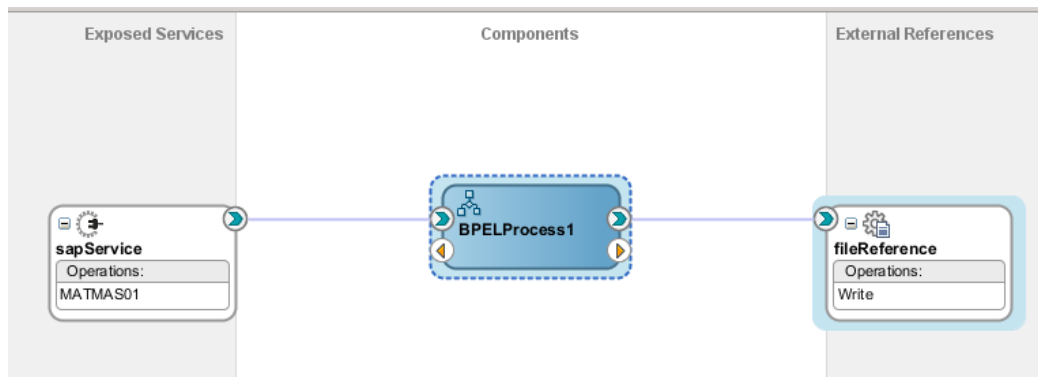 Exposed Services
Components
External References
sapService
Operations:
MATMAS01
BPELProcess1
fileReference
Operations:
Write